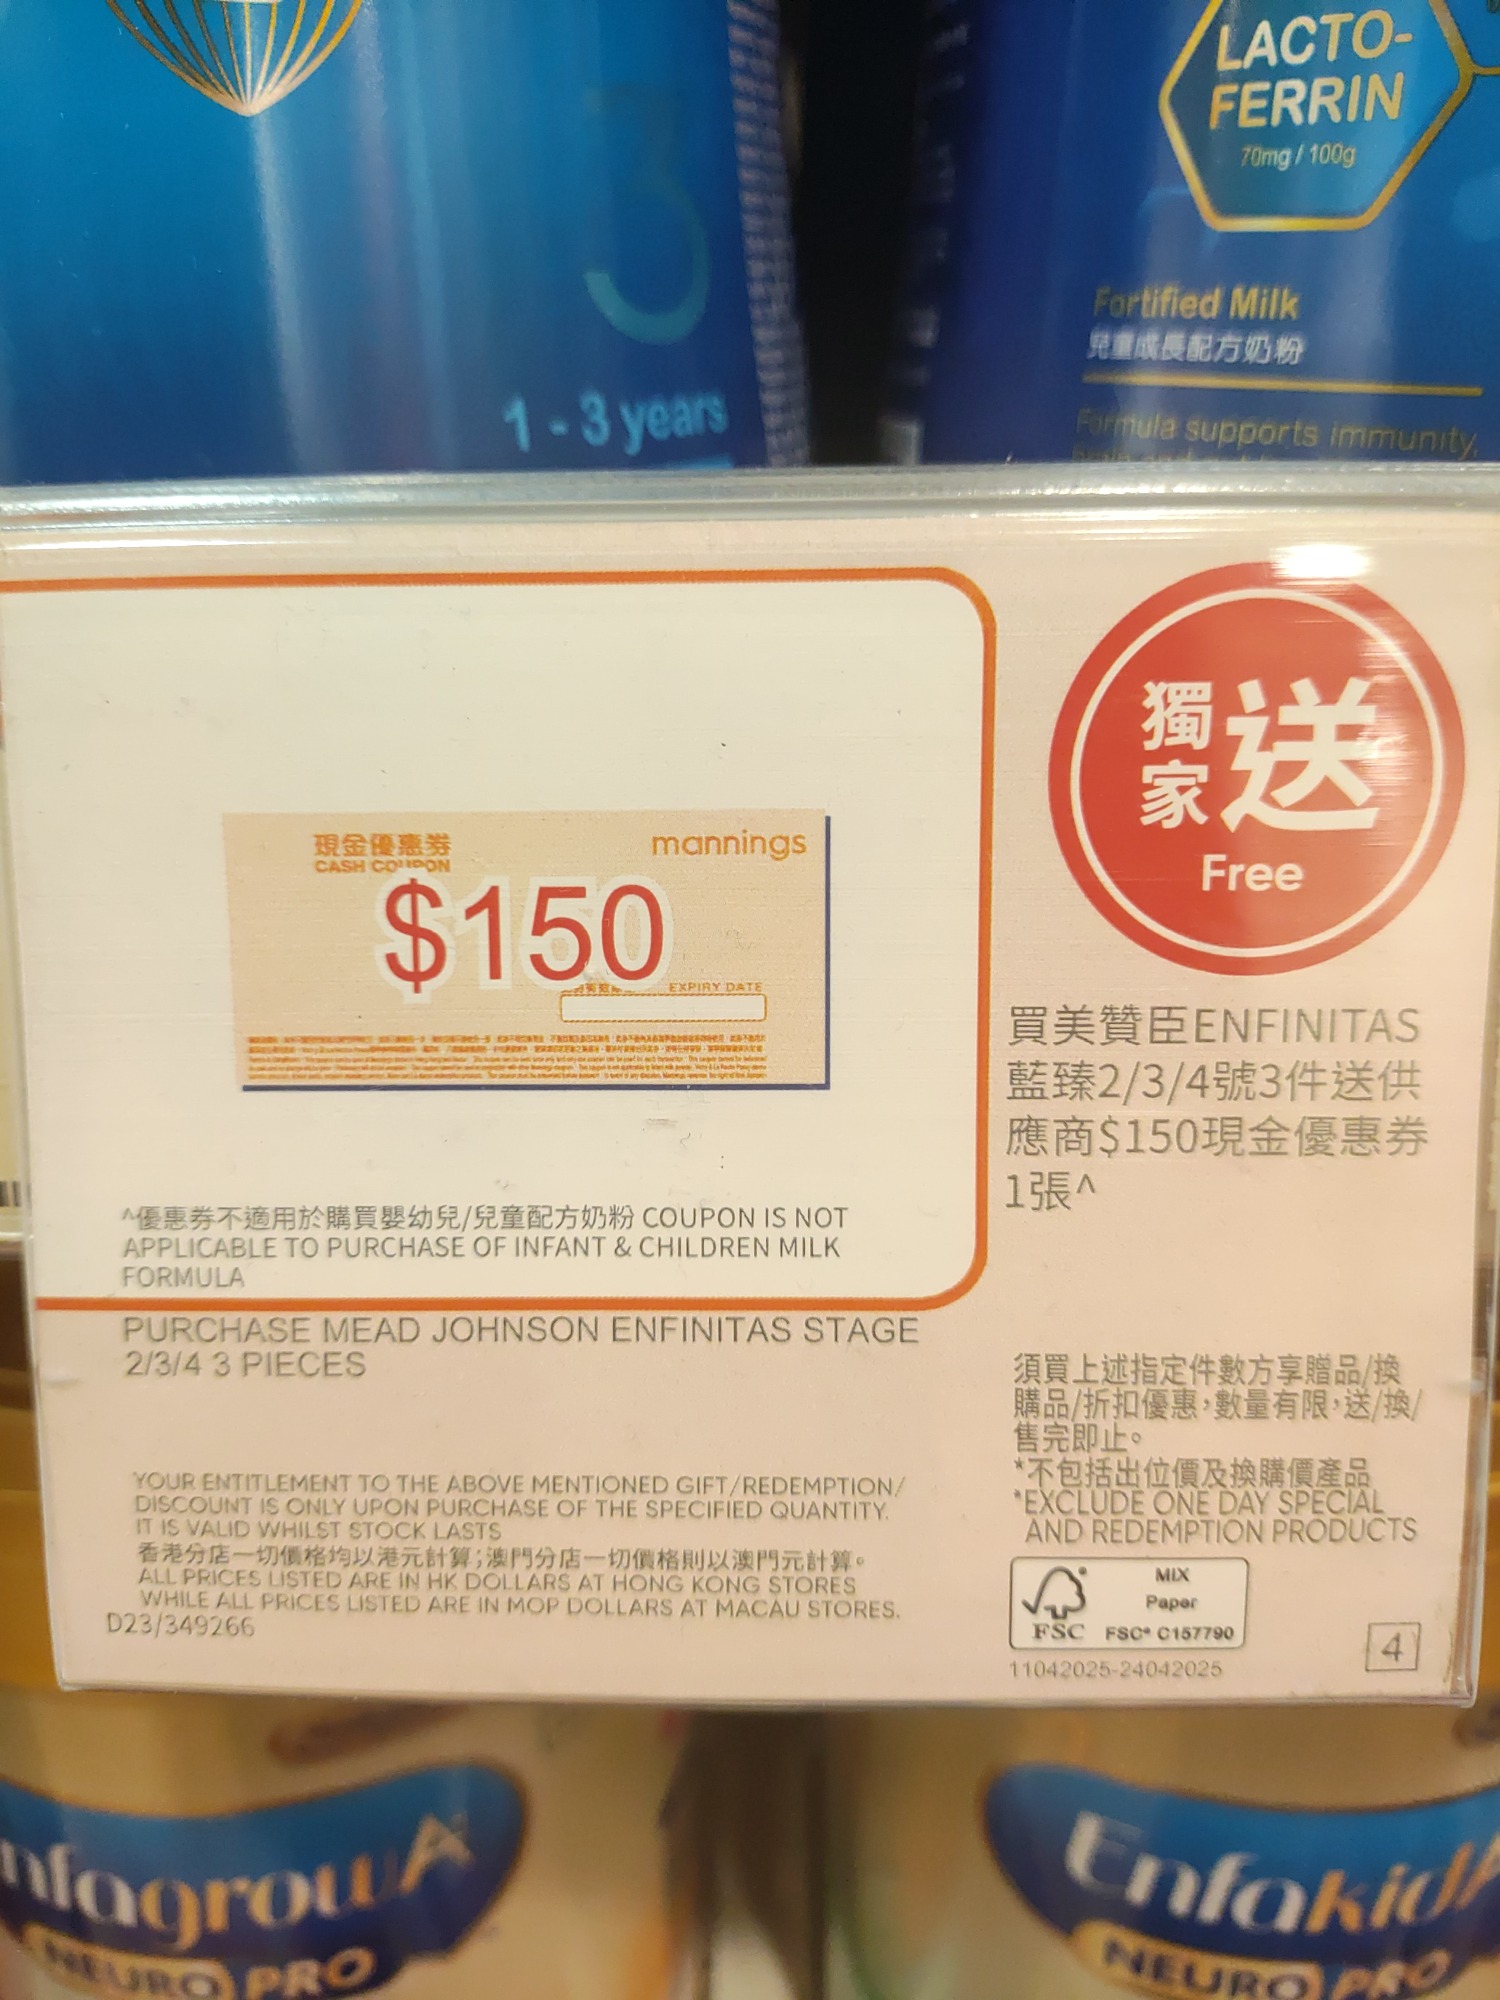 LACTO-
FERRIN
70mg / 100g
Fortified Milk
兒童成長配方奶粉
Formula supports immunity,
3
1 - 3 years
獨家送
Free
現金優惠券
CASH COUPON
mannings
$150
EXPIRY DATE
買美贊臣ENFINITAS
藍臻2/3/4號3件送供
應商$150現金優惠券
1張^
^優惠券不適用於購買嬰幼兒/兒童配方奶粉 COUPON IS NOT
APPLICABLE TO PURCHASE OF INFANT & CHILDREN MILK
FORMULA
PURCHASE MEAD JOHNSON ENFINITAS STAGE
2/3/4 3 PIECES
須買上述指定件數方享贈品/換
購品/折扣優惠,數量有限,送/換/
售完即止。
*不包括出位價及換購價產品
*EXCLUDE ONE DAY SPECIAL
AND REDEMPTION PRODUCTS
YOUR ENTITLEMENT TO THE ABOVE MENTIONED GIFT/REDEMPTION/
DISCOUNT IS ONLY UPON PURCHASE OF THE SPECIFIED QUANTITY.
IT IS VALID WHILST STOCK LASTS
香港分店一切價格均以港元計算;澳門分店一切價格則以澳門元計算。
ALL PRICES LISTED ARE IN HK DOLLARS AT HONG KONG STORES
WHILE ALL PRICES LISTED ARE IN MOP DOLLARS AT MACAU STORES.
D23/349266
FSC
MIX
Paper
FSC® C157790
11042025-24042025
4
nfagrow A
NEURO PRO
Enfakid A
NEURO PRO